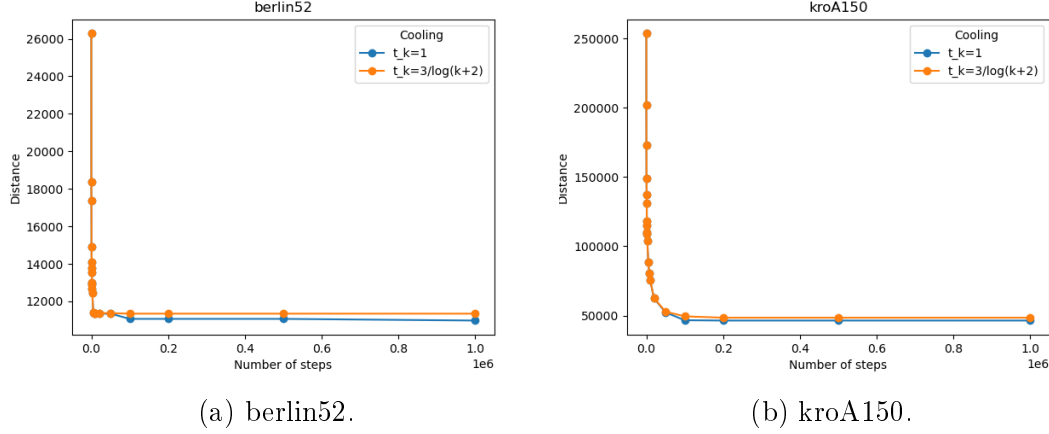 berlin52
Distance
26000
24000
22000
20000
18000
16000
14000
12000
Cooling
t_k=1
t_k=3/log(k+2)
0.0
0.2
0.4
0.6
0.8
1.0
1e6
Number of steps
(a) berlin52.
kroA150
Distance
250000
200000
150000
100000
50000
Cooling
t_k=1
t_k=3/log(k+2)
0.0
0.2
0.4
0.6
0.8
1.0
1e6
Number of steps
(b) kroA150.